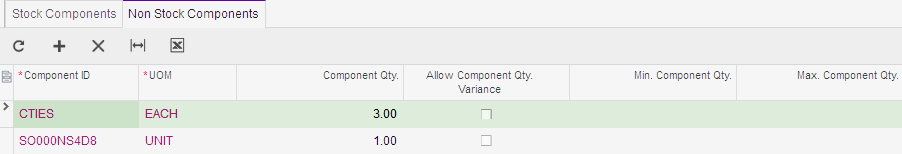 Stock Components Non Stock Components
*Component ID *UOM Component Qty. Allow Component Qty. Variance Min. Component Qty. Max. Component Qty.
CTIES EACH 3.00
SO000NS4D8 UNIT 1.00